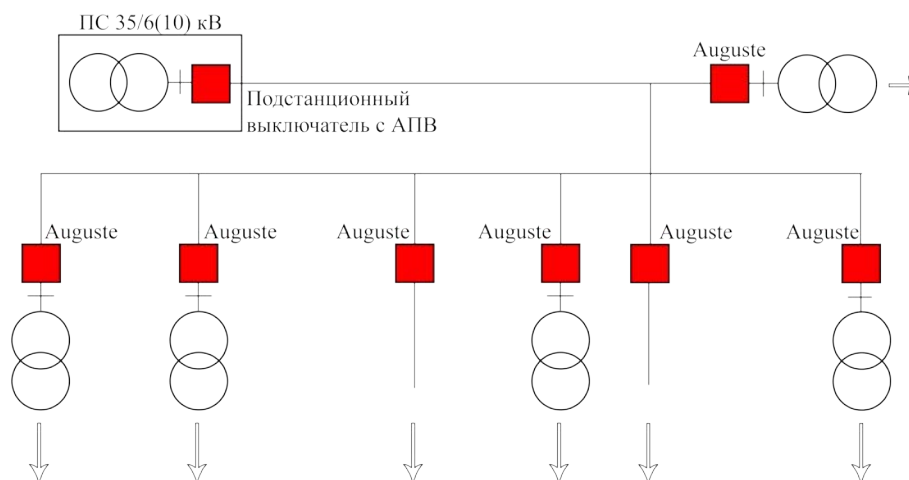 ПС 35/6(10) кВ
Auguste
Подстанционный
выключатель с АПВ
Auguste
Auguste
Auguste
Auguste
Auguste
Auguste